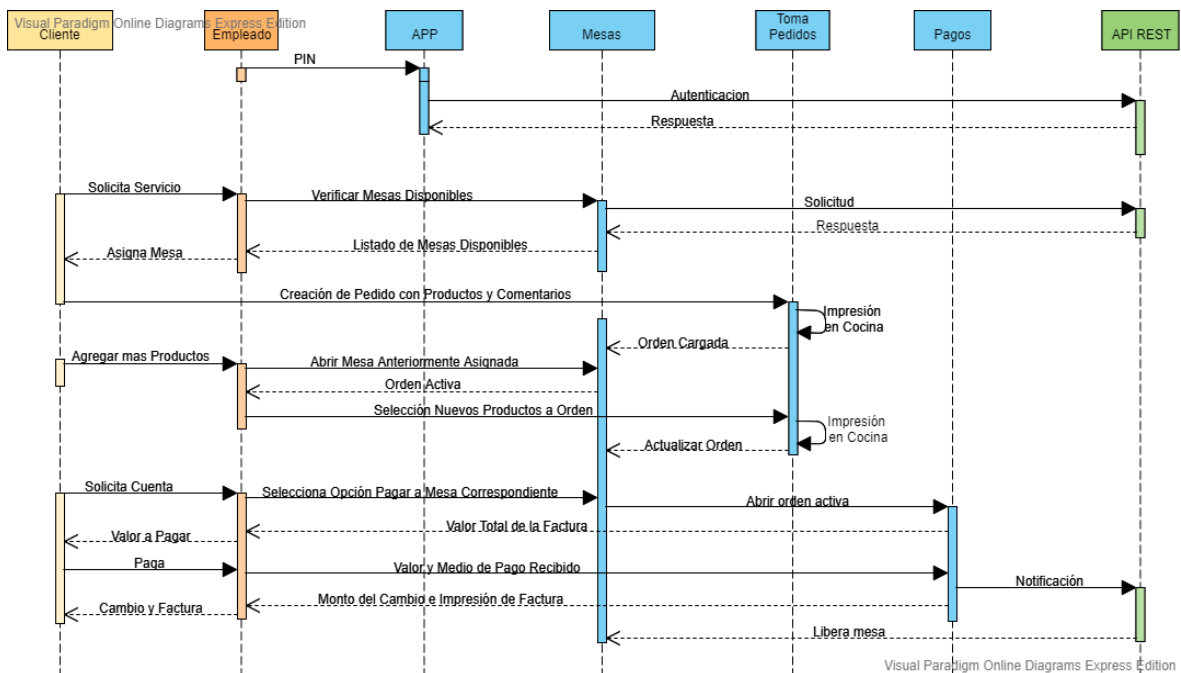 Visual Paradigm Online Diagrams Express Edition
Cliente
Empleado
APP
Mesas
Toma
Pedidos
Pagos
API REST
PIN
Autenticacion
Respuesta
Solicita Servicio
Verificar Mesas Disponibles
Solicitud
Respuesta
Listado de Mesas Disponibles
Asigna Mesa
Creación de Pedido con Productos y Comentarios
Impresión
en Cocina
Orden Cargada
Agregar mas Productos
Abrir Mesa Anteriormente Asignada
Orden Activa
Selección Nuevos Productos a Orden
Impresión
en Cocina
Actualizar Orden
Solicita Cuenta
Selecciona Opción Pagar a Mesa Correspondiente
Abrir orden activa
Valor Total de la Factura
Valor a Pagar
Paga
Valor y Medio de Pago Recibido
Notificación
Monto del Cambio e Impresión de Factura
Cambio y Factura
Libera mesa
Visual Paradigm Online Diagrams Express Edition